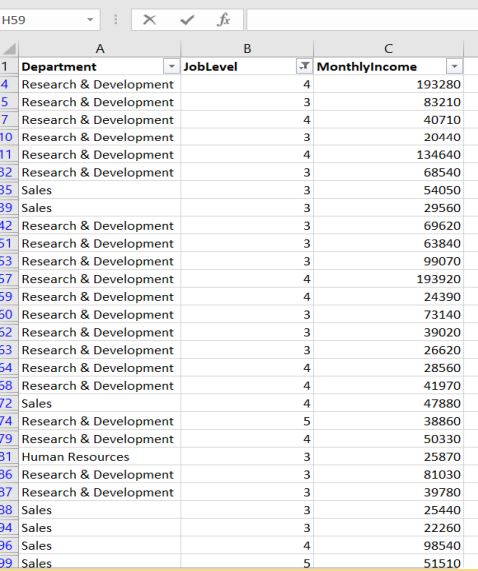 H59 fx
A B C
1 Department JobLevel MonthlyIncome
4 Research & Development 4 193280
5 Research & Development 3 83210
7 Research & Development 4 40710
10 Research & Development 3 20440
11 Research & Development 4 134640
32 Research & Development 3 68540
35 Sales 3 54050
39 Sales 3 29560
42 Research & Development 3 69620
51 Research & Development 3 63840
53 Research & Development 3 99070
57 Research & Development 4 193920
59 Research & Development 4 24390
60 Research & Development 3 73140
62 Research & Development 3 39020
63 Research & Development 3 26620
64 Research & Development 4 28560
68 Research & Development 4 41970
72 Sales 4 47880
74 Research & Development 5 38860
79 Research & Development 4 50330
81 Human Resources 3 25870
86 Research & Development 3 81030
87 Research & Development 3 39780
88 Sales 3 25440
94 Sales 3 22260
96 Sales 4 98540
99 Sales 5 51510